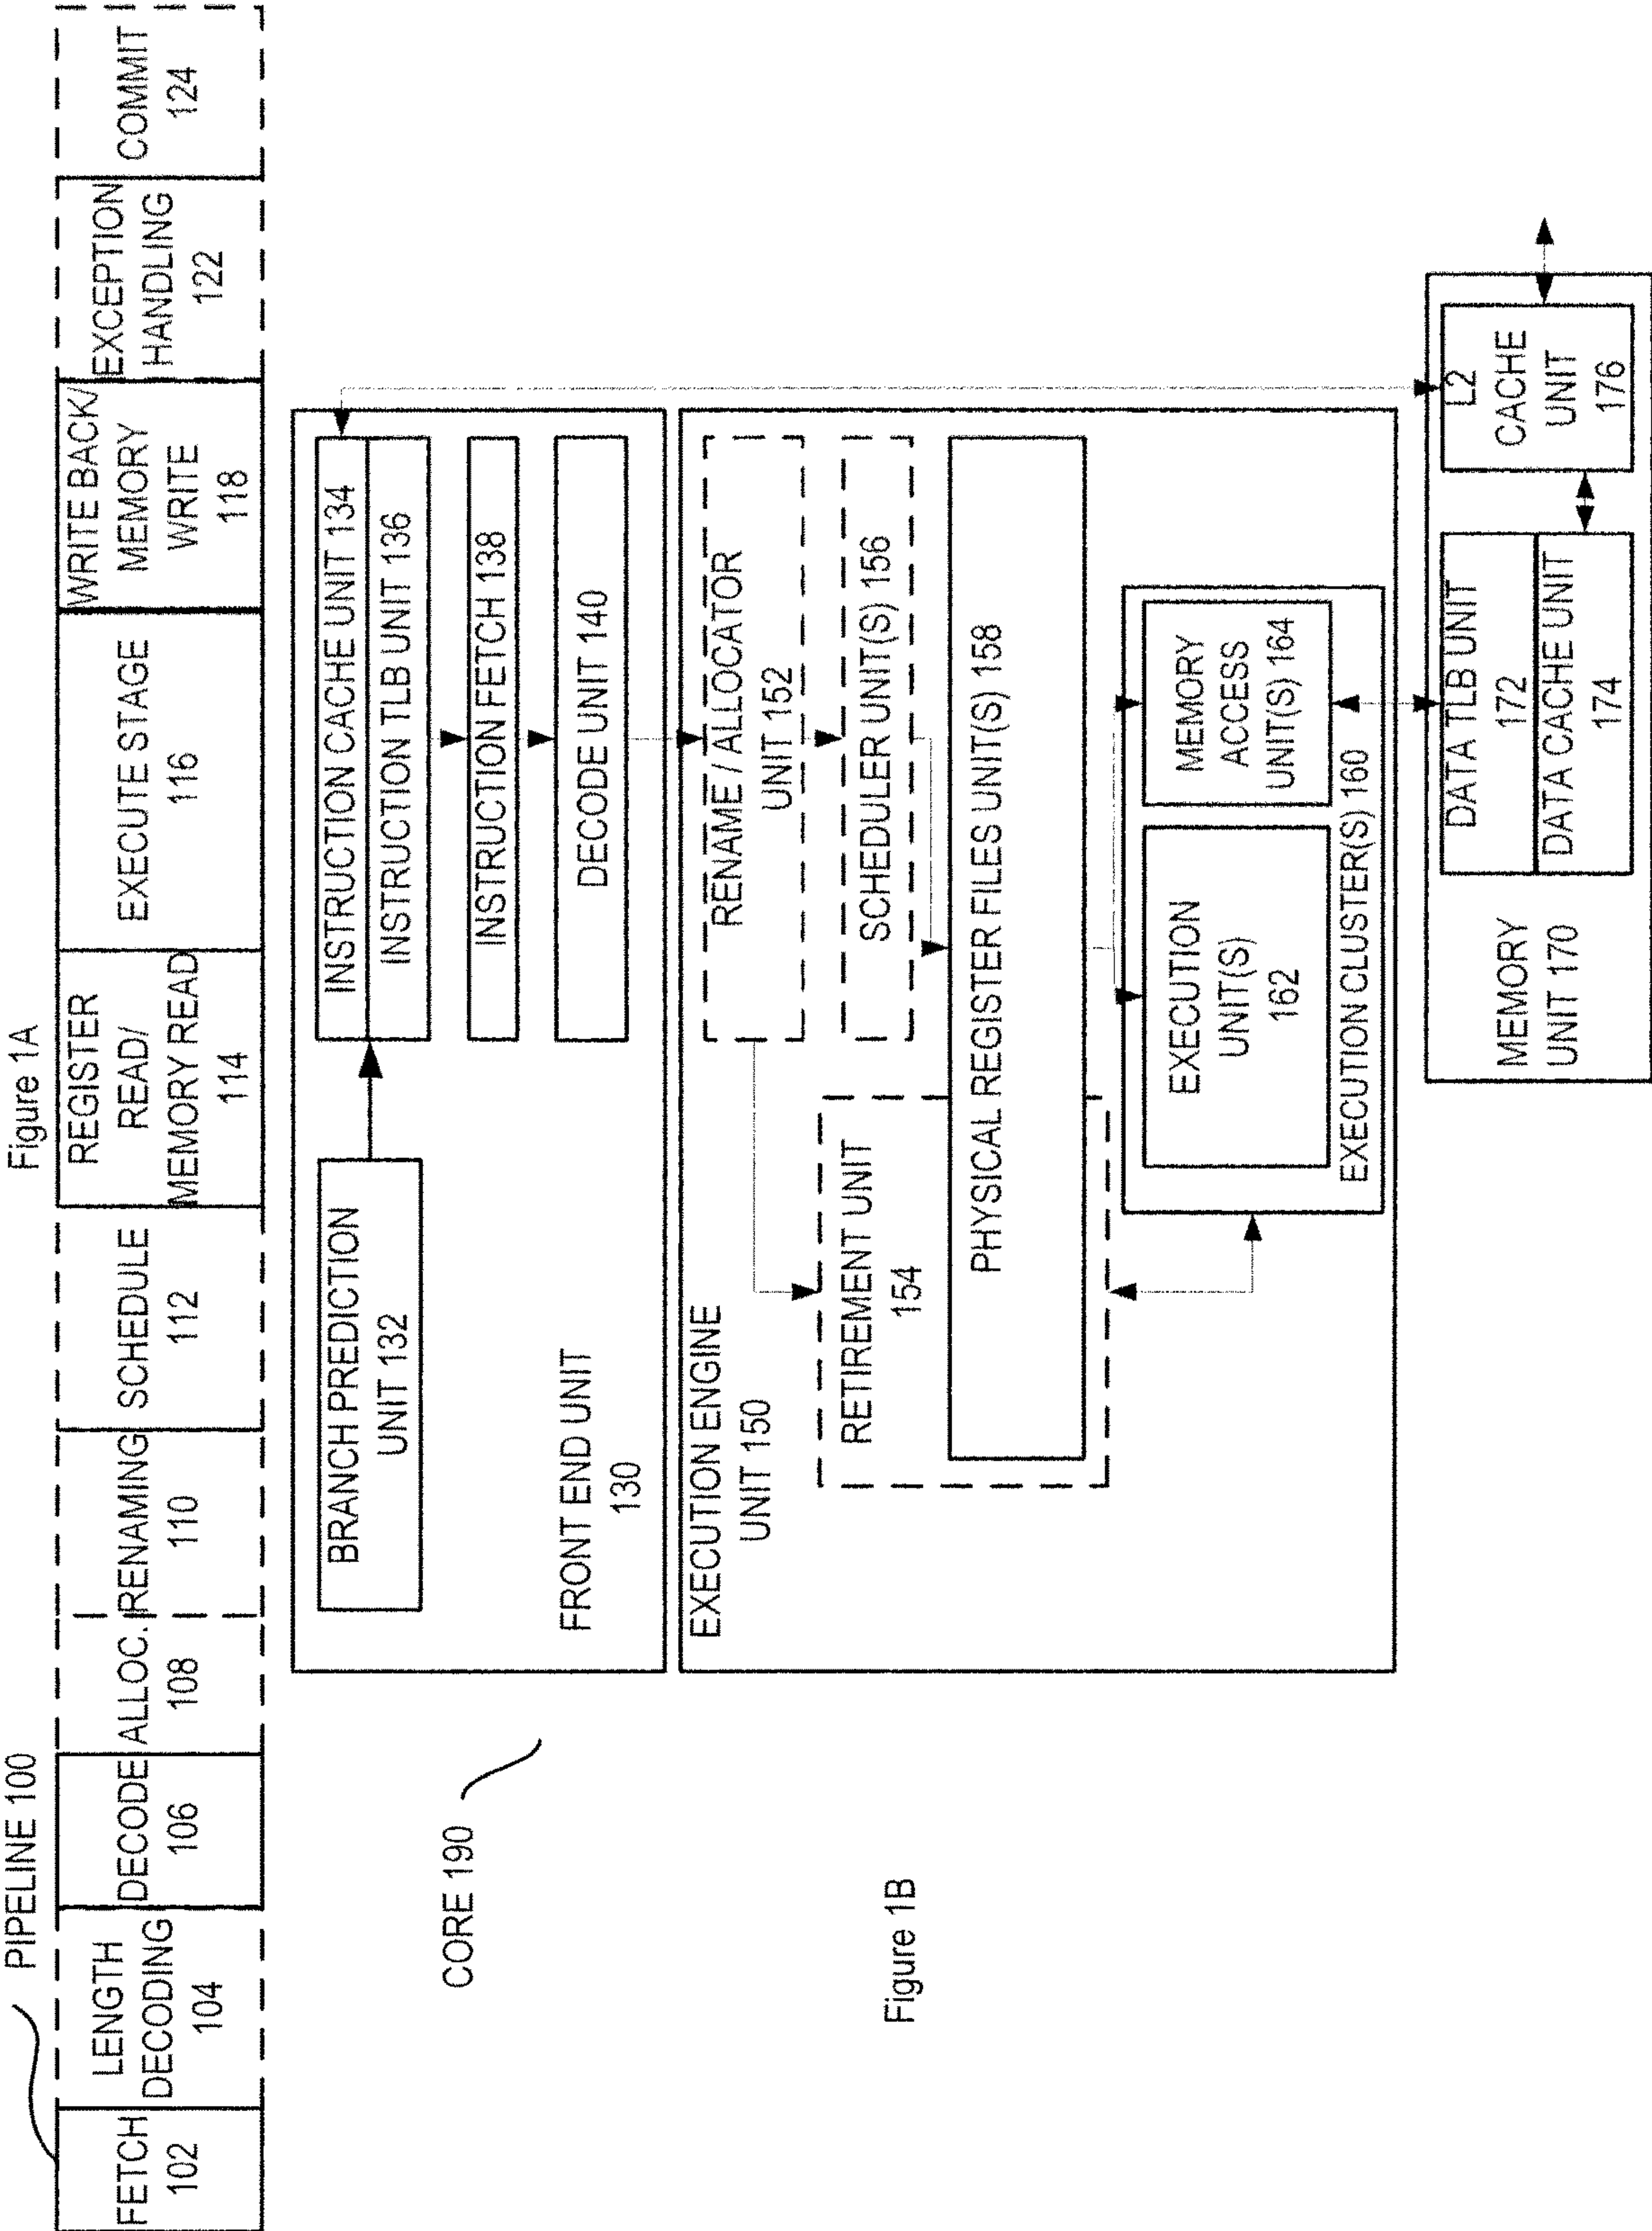 Figure 1A
PIPELINE 100
FETCH
102
LENGTH
DECODING
104
DECODE
106
ALLOC.
108
RENAMING
110
SCHEDULE
112
REGISTER
READ/
MEMORY READ
114
EXECUTE STAGE
116
WRITE BACK/
MEMORY
WRITE
118
EXCEPTION
HANDLING
122
COMMIT
124
CORE 190
BRANCH PREDICTION
UNIT 132
INSTRUCTION CACHE UNIT 134
INSTRUCTION TLB UNIT 136
INSTRUCTION FETCH 138
DECODE UNIT 140
FRONT END UNIT
130
EXECUTION ENGINE
UNIT 150
RENAME / ALLOCATOR
UNIT 152
SCHEDULER UNIT(S) 156
RETIREMENT UNIT
154
PHYSICAL REGISTER FILES UNIT(S) 158
EXECUTION
UNIT(S)
162
MEMORY
ACCESS
UNIT(S) 164
EXECUTION CLUSTER(S) 160
MEMORY
UNIT 170
DATA TLB UNIT
172
DATA CACHE UNIT
174
L2
CACHE
UNIT
176
Figure 1B